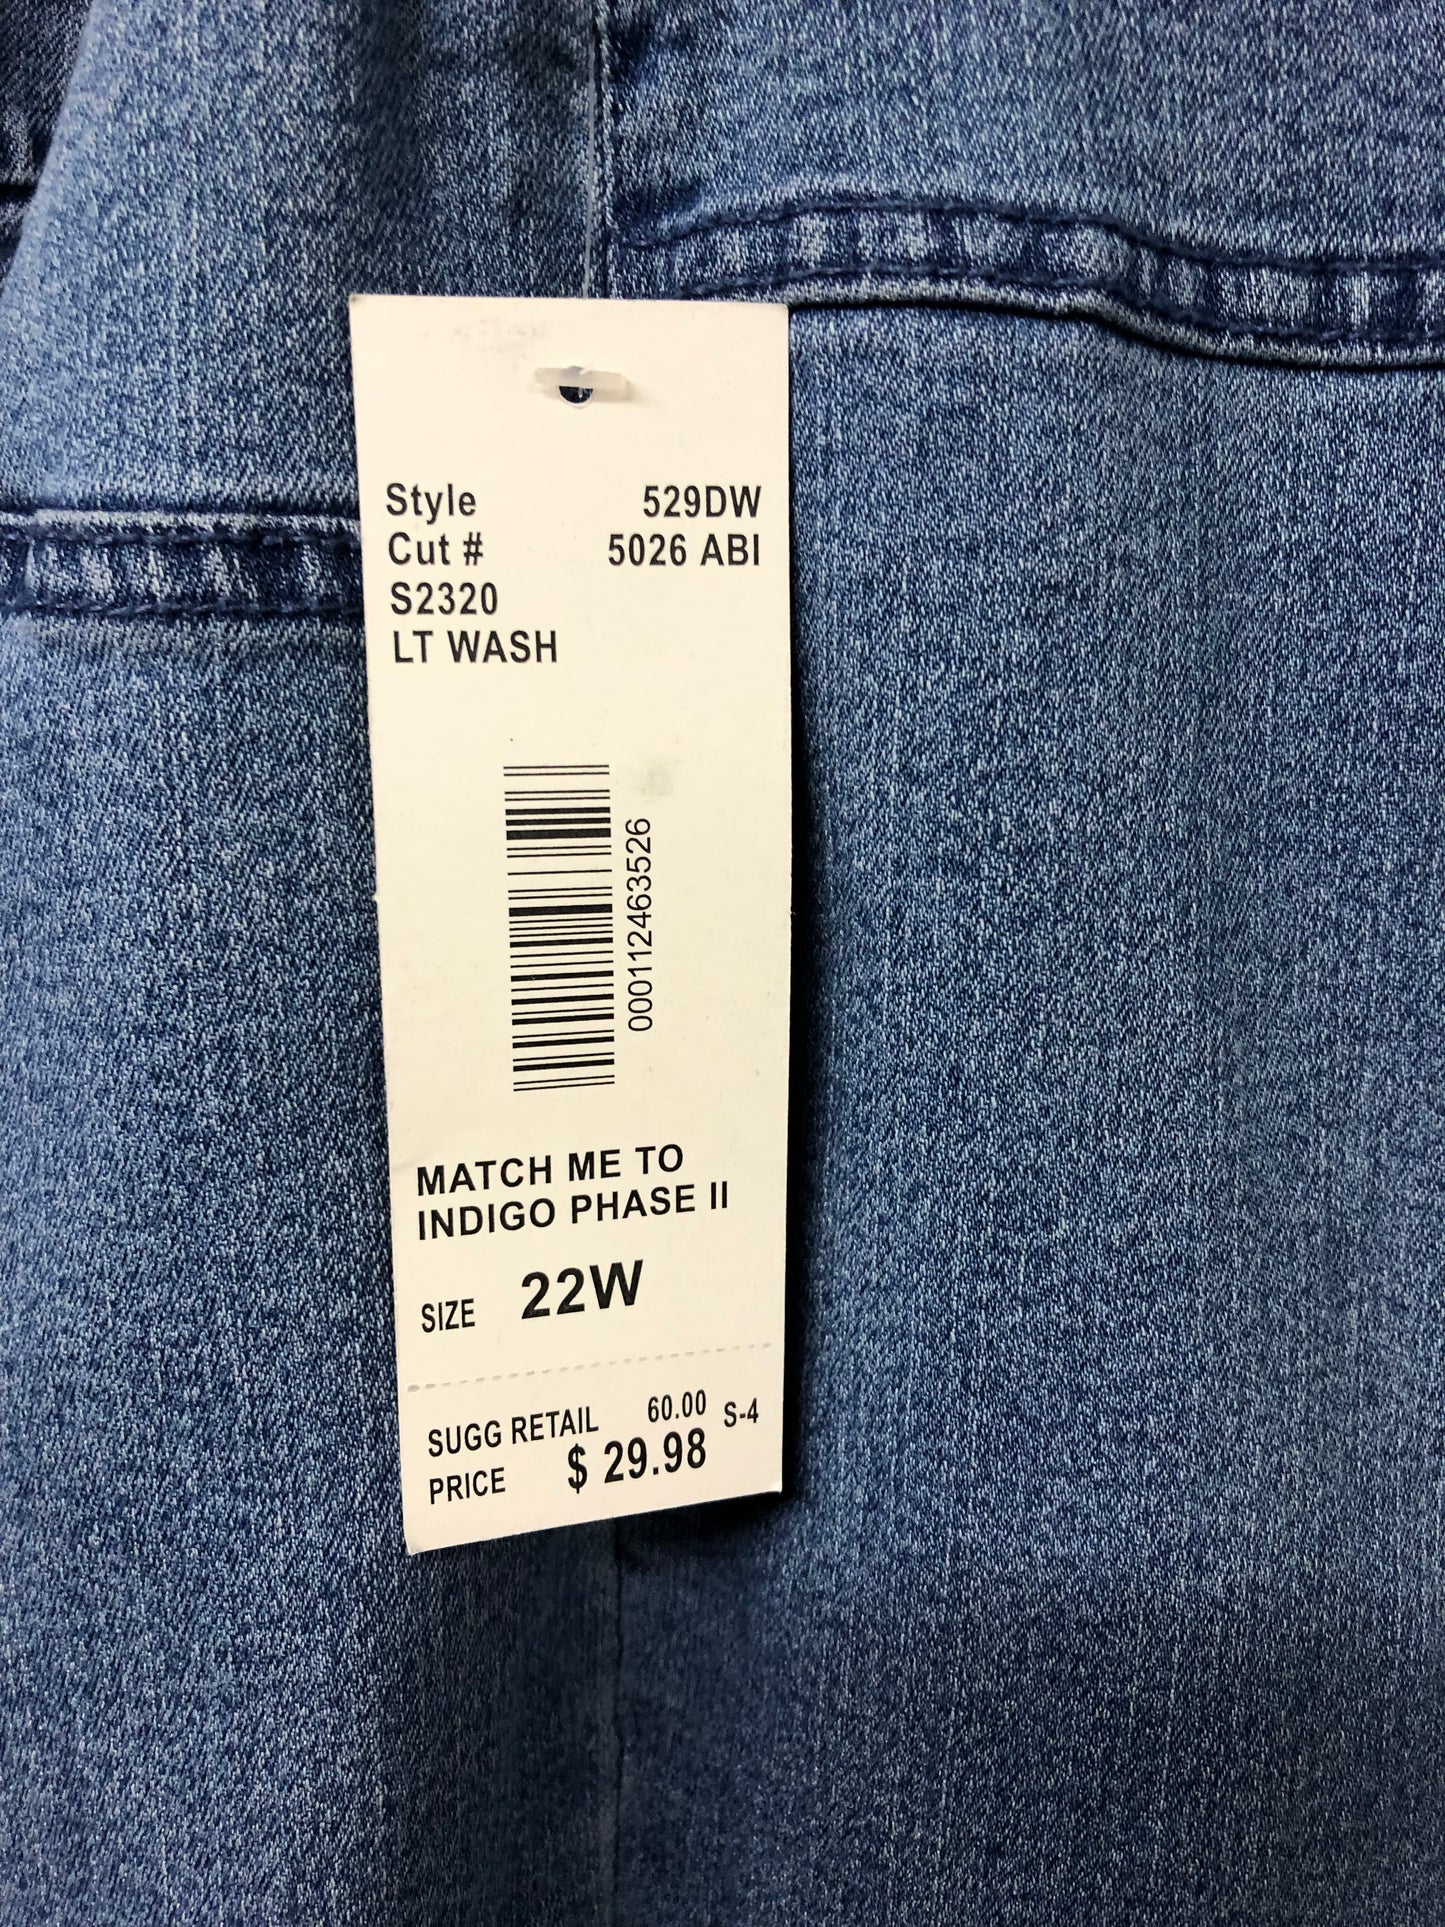 Style 529DW
Cut # 5026 ABI
S2320
LT WASH
000112463526
MATCH ME TO
INDIGO PHASE II
SIZE 22W
SUGG RETAIL 60.00 S-4
PRICE $ 29.98